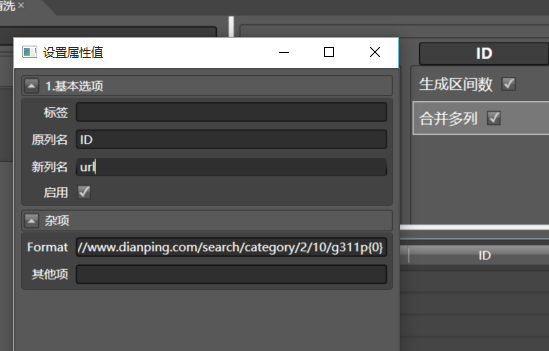 清洗 ×
设置属性值
ID
1.基本选项
生成区间数
标签
合并多列
原列名 ID
新列名 url
启用
杂项
Format //www.dianping.com/search/category/2/10/g311p{0}
ID
其他项